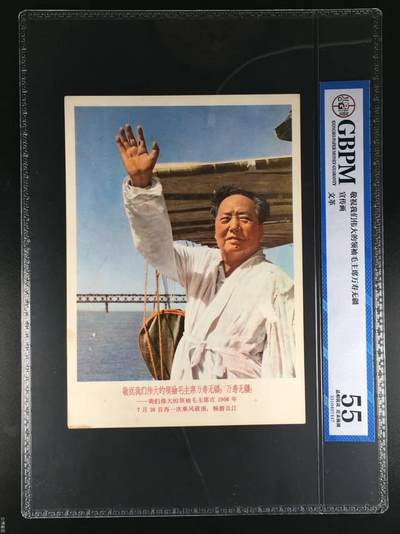 敬祝我们伟大的领袖毛主席万寿无疆！万寿无疆！
——我们伟大的领袖毛主席在1966年
7月16日再一次乘风破浪，畅游长江
GBPM
敬祝我们伟大的领袖毛主席万寿无疆
宣传画
文革
55